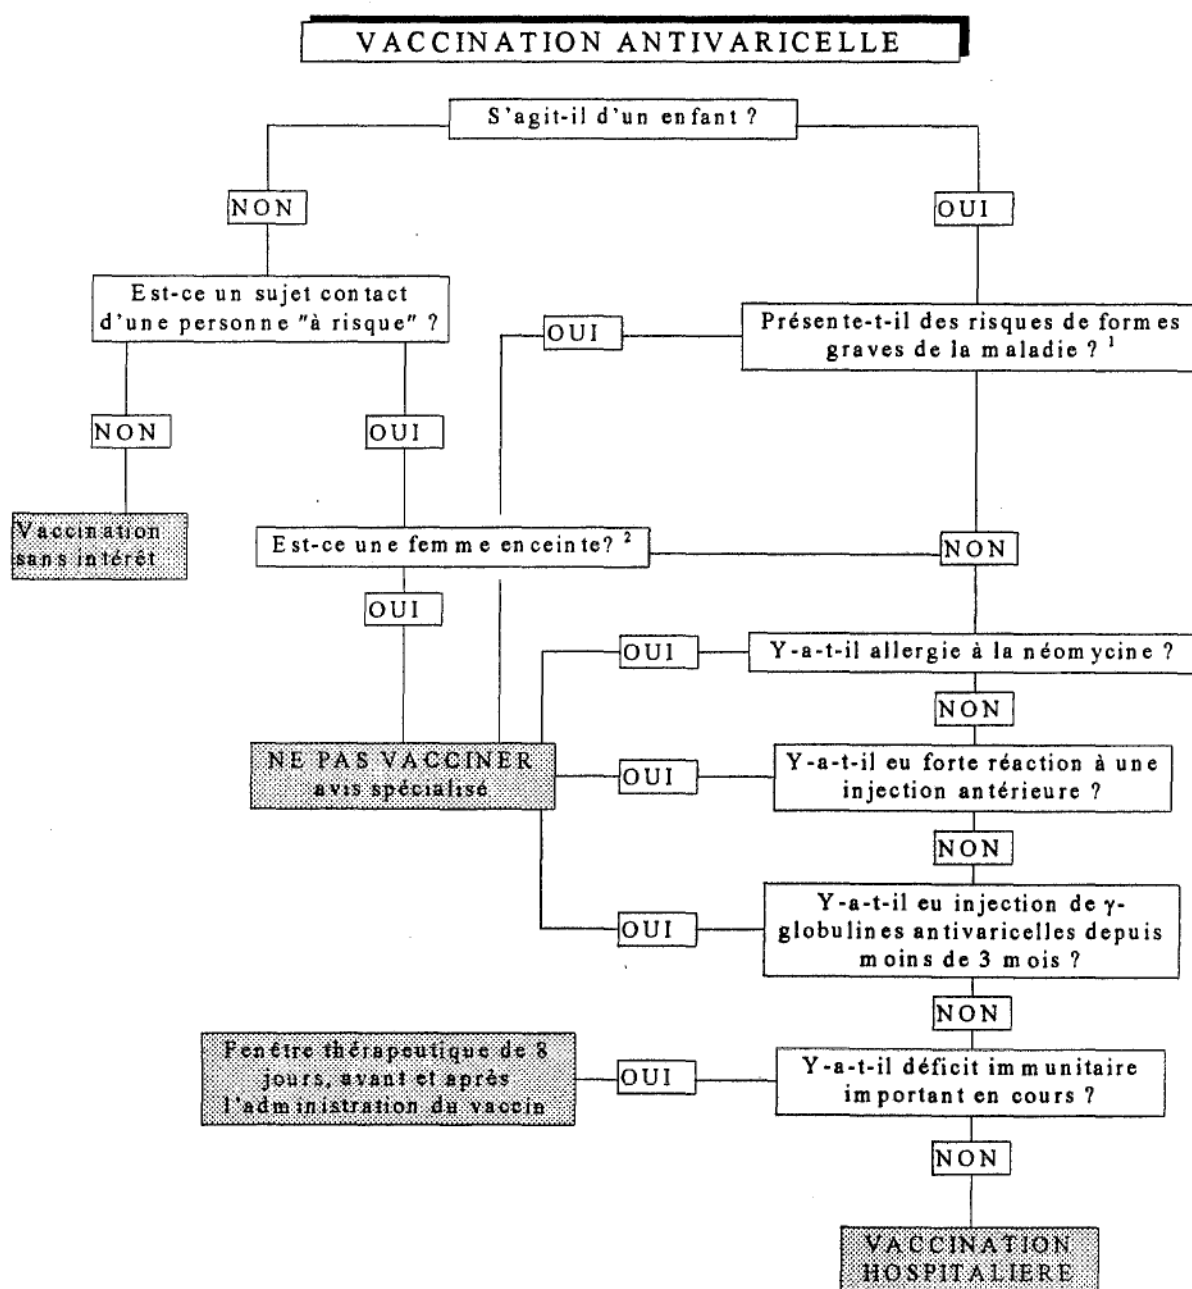 VACCINATION ANTIVARICELLE
S'agit-il d'un enfant ?
NON
OUI
Est-ce un sujet contact
d'une personne "à risque" ?
OUI
Présente-t-il des risques de formes
graves de la maladie ? 1
NON
OUI
Vaccination
sans intérêt
Est-ce une femme enceinte? 2
NON
OUI
OUI
Y-a-t-il allergie à la néomycine ?
NON
NE PAS VACCINER
avis spécialisé
OUI
Y-a-t-il eu forte réaction à une
injection antérieure ?
NON
OUI
Y-a-t-il eu injection de γ-
globulines antivaricelles depuis
moins de 3 mois ?
NON
Fenêtre thérapeutique de 8
jours, avant et après
l'administration du vaccin
OUI
Y-a-t-il déficit immunitaire
important en cours ?
NON
VACCINATION
HOSPITALIERE